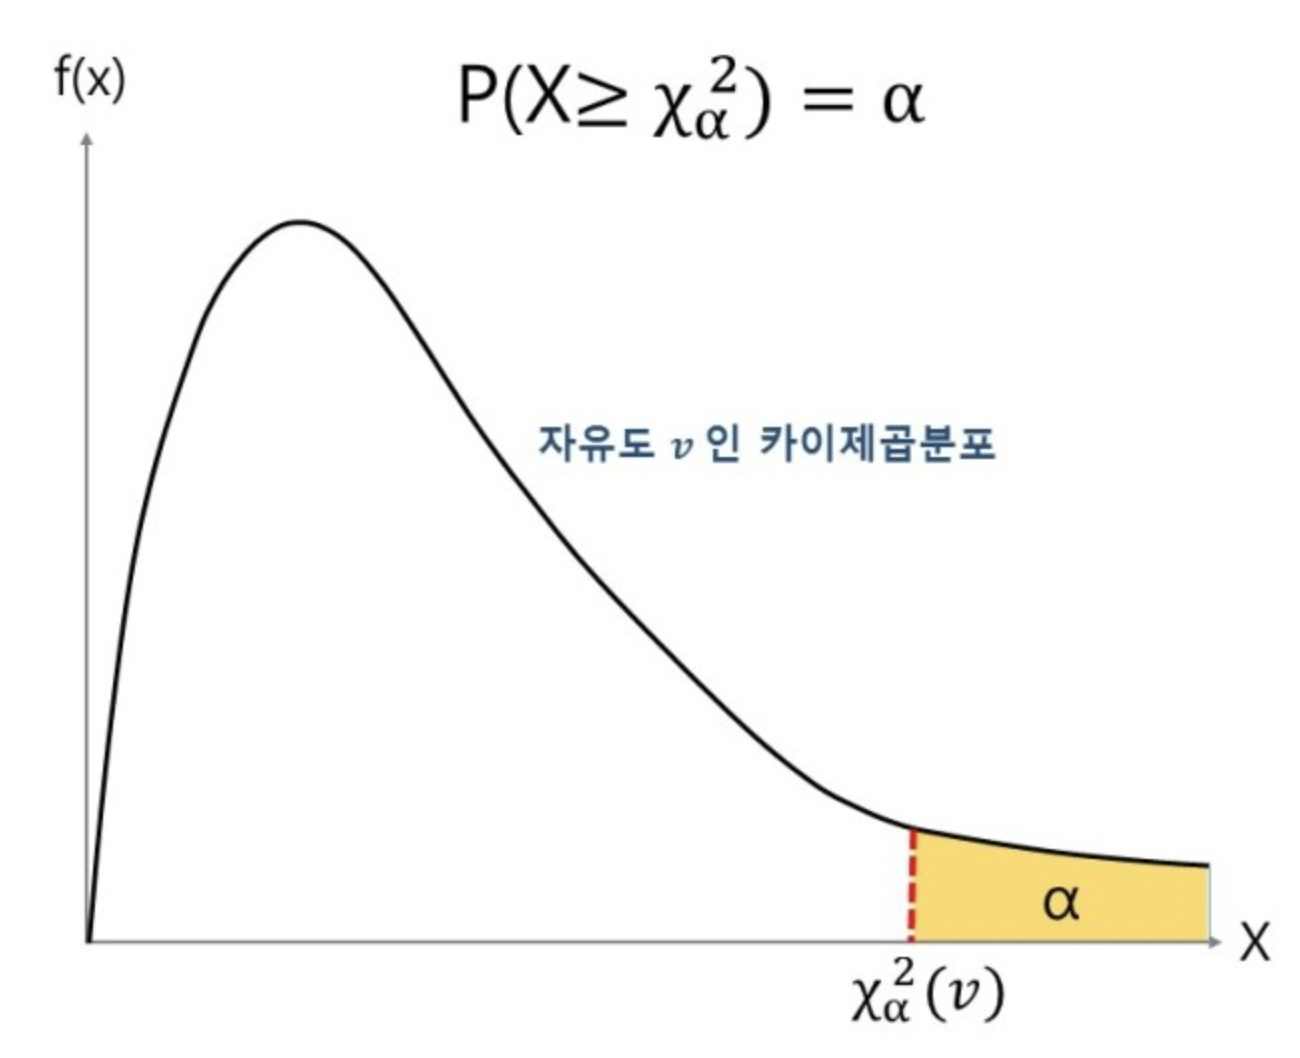 f(x)
P(X≥ χα²) = α
자유도 v 인 카이제곱분포
α
X
χα²(v)